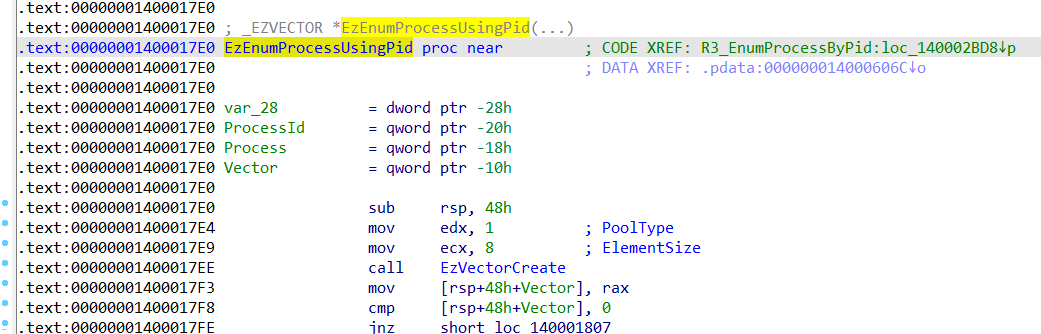 .text:00000001400017E0
.text:00000001400017E0 ; _EZVECTOR *EzEnumProcessUsingPid(...)
.text:00000001400017E0 EzEnumProcessUsingPid proc near ; CODE XREF: R3_EnumProcessByPid:loc_140002BD8↓p
.text:00000001400017E0 ; DATA XREF: .pdata:000000014000606C↓o
.text:00000001400017E0
.text:00000001400017E0 var_28 = dword ptr -28h
.text:00000001400017E0 ProcessId = qword ptr -20h
.text:00000001400017E0 Process = qword ptr -18h
.text:00000001400017E0 Vector = qword ptr -10h
.text:00000001400017E0
.text:00000001400017E0 sub rsp, 48h
.text:00000001400017E4 mov edx, 1 ; PoolType
.text:00000001400017E9 mov ecx, 8 ; ElementSize
.text:00000001400017EE call EzVectorCreate
.text:00000001400017F3 mov [rsp+48h+Vector], rax
.text:00000001400017F8 cmp [rsp+48h+Vector], 0
.text:00000001400017FE jnz short loc_140001807